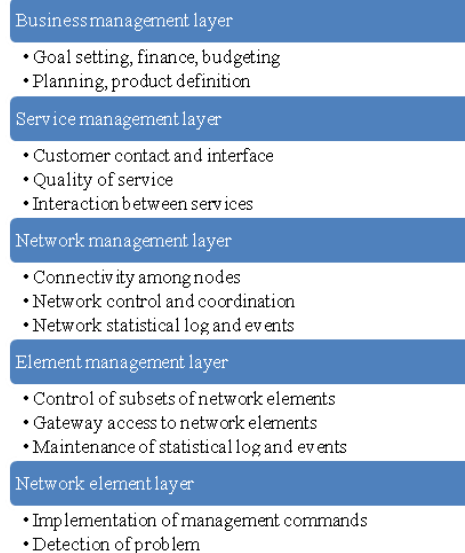 Business management layer
• Goal setting, finance, budgeting
• Planning, product definition
Service management layer
• Customer contact and interface
• Quality of service
• Interaction between services
Network management layer
• Connectivity among nodes
• Network control and coordination
• Network statistical log and events
Element management layer
• Control of subsets of network elements
• Gateway access to network elements
• Maintenance of statistical log and events
Network element layer
• Implementation of management commands
• Detection of problem